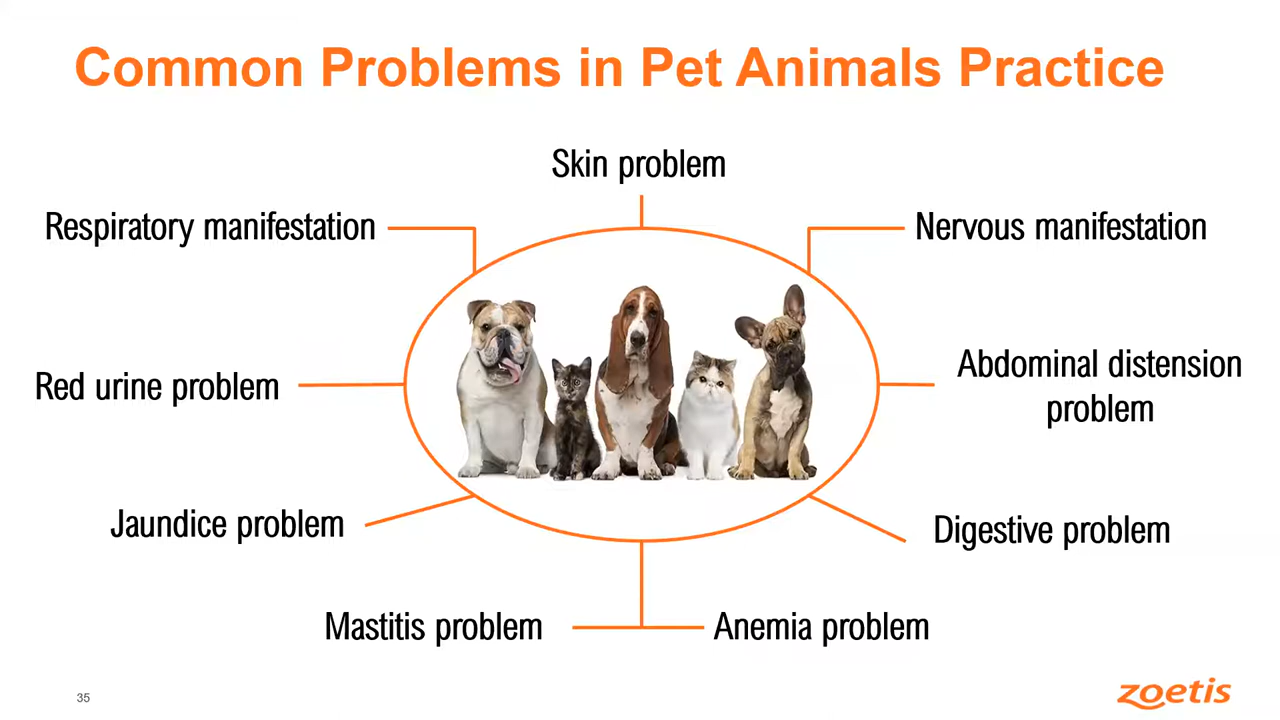 Common Problems in Pet Animals Practice
Skin problem
Respiratory manifestation
Nervous manifestation
Red urine problem
Abdominal distension
problem
Jaundice problem
Digestive problem
Mastitis problem
Anemia problem
35
zoetis